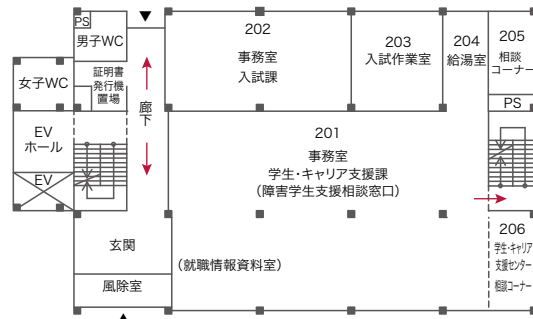 PS
男子WC
女子WC
証明書
発行機
置場
廊下
EV
ホール
EV
玄関
風除室
202
事務室
入試課
203
入試作業室
204
給湯室
205
相談
コーナー
PS
201
事務室
学生・キャリア支援課
(障害学生支援相談窓口)
(就職情報資料室)
206
学生・キャリア
支援センター
相談コーナー